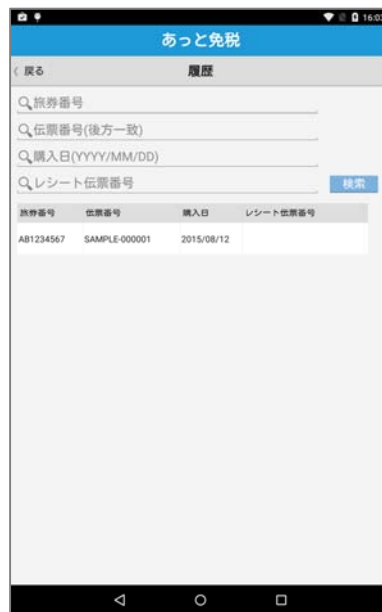 16:03
あっと免税
戻る 履歴
旅券番号
伝票番号(後方一致)
購入日(YYYY/MM/DD)
レシート伝票番号 検索
旅券番号 伝票番号 購入日 レシート伝票番号
AB1234567 SAMPLE-000001 2015/08/12